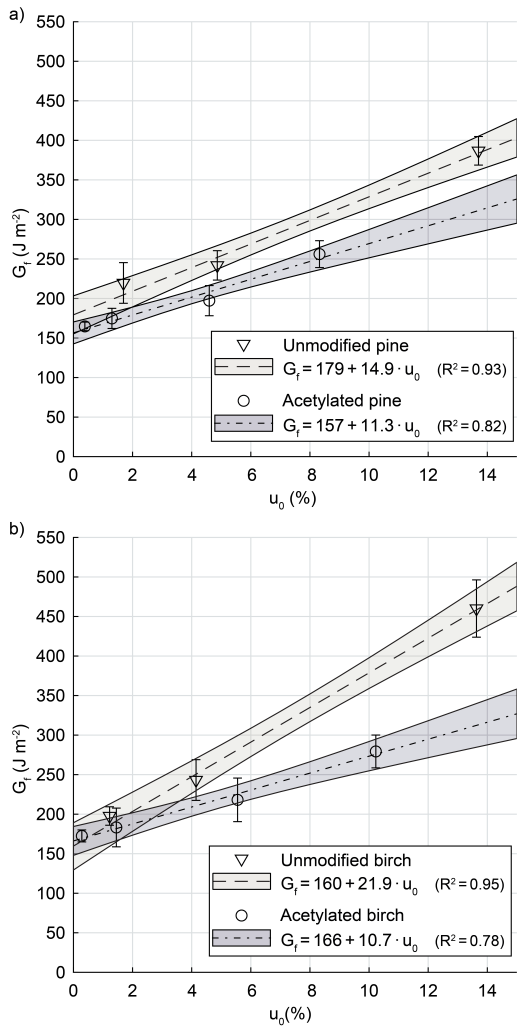 a)
550
500
450
400
350
300
250
200
150
100
50
0
G_f (J m⁻²)
Unmodified pine
G_f = 179 + 14.9 · u_0 (R² = 0.93)
Acetylated pine
G_f = 157 + 11.3 · u_0 (R² = 0.82)
0 2 4 6 8 10 12 14
u_0 (%)
b)
550
500
450
400
350
300
250
200
150
100
50
0
G_f (J m⁻²)
Unmodified birch
G_f = 160 + 21.9 · u_0 (R² = 0.95)
Acetylated birch
G_f = 166 + 10.7 · u_0 (R² = 0.78)
0 2 4 6 8 10 12 14
u_0(%)